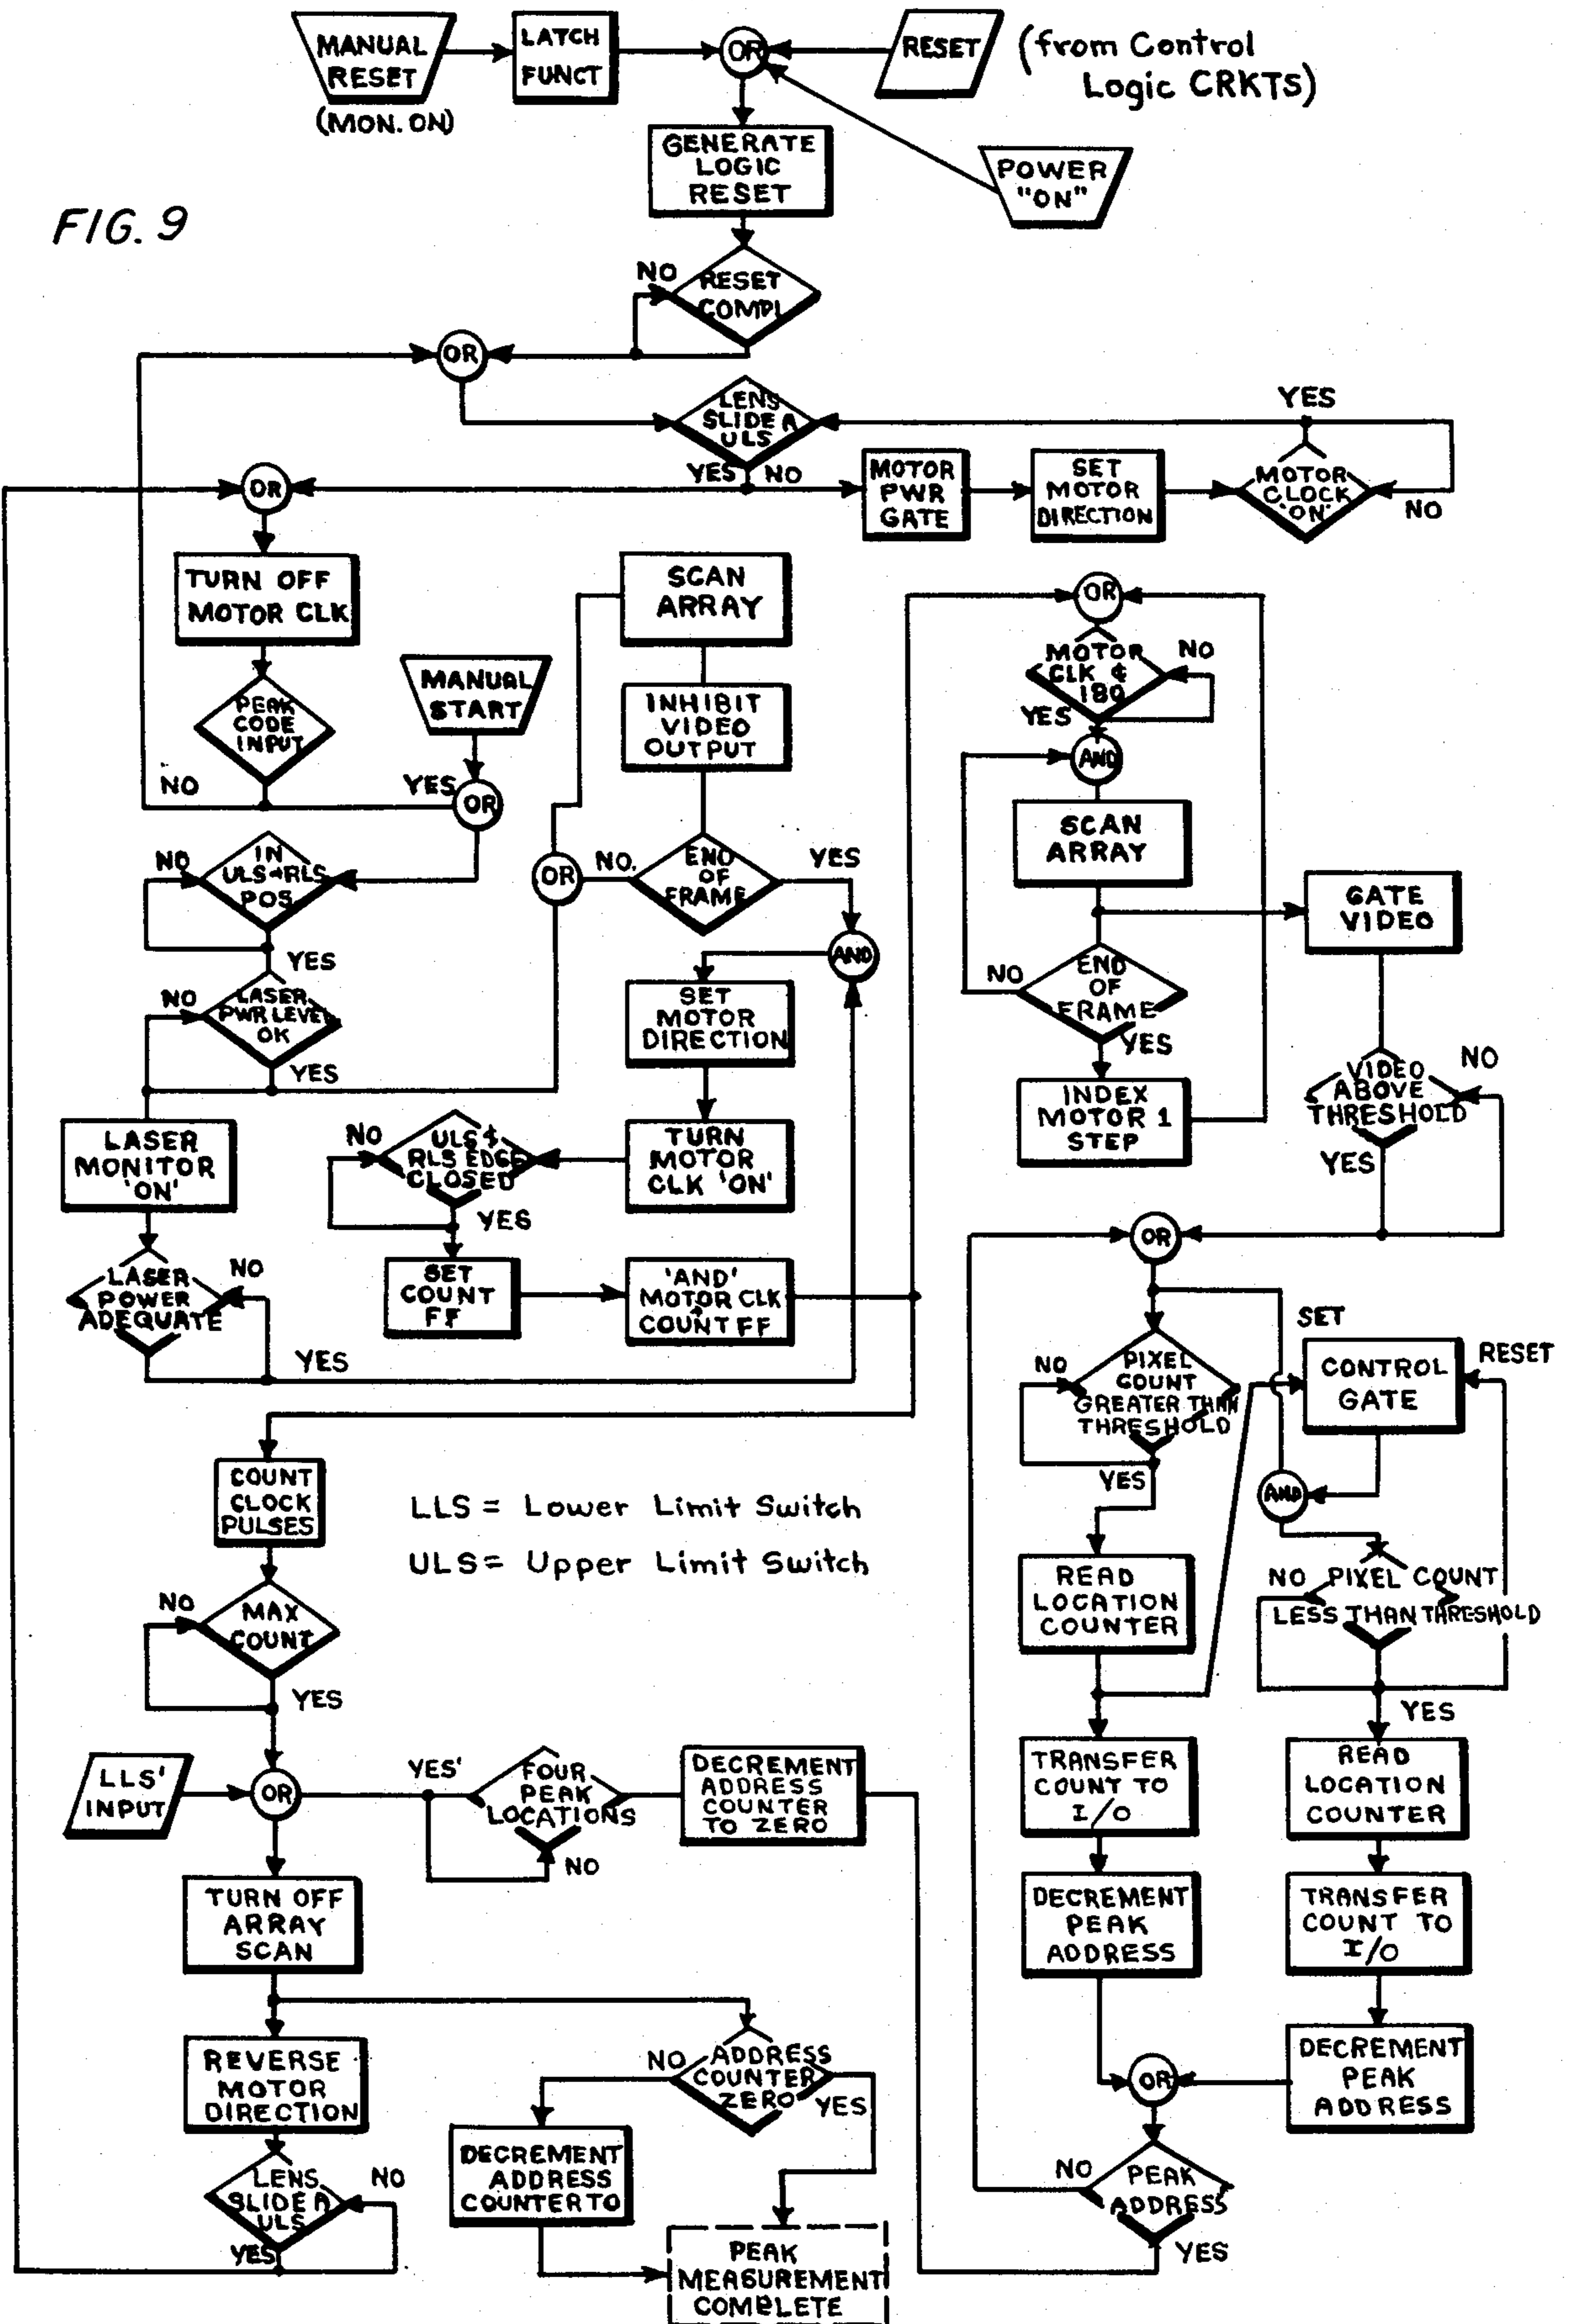 MANUAL
RESET
(MON. ON)
LATCH
FUNCT
OR
RESET
(from Control
Logic CRKTS)
GENERATE
LOGIC
RESET
POWER
"ON"
FIG. 9
NO
RESET
COMPL
OR
LENS
SLIDE A
ULS
YES
NO
YES
MOTOR
PWR
GATE
SET
MOTOR
DIRECTION
MOTOR
CLOCK
"ON"
NO
OR
TURN OFF
MOTOR CLK
PEAK
CODE
INPUT
NO
YES
MANUAL
START
OR
SCAN
ARRAY
INHIBIT
VIDEO
OUTPUT
END
OF
FRAME
NO.
YES
OR
AND
IN
ULS+RLS
POS.
NO
YES
LASER
PWR LEVEL
OK
NO
YES
SET
MOTOR
DIRECTION
TURN
MOTOR
CLK 'ON'
ULS +
RLS EDGE
CLOSED
NO
YES
LASER
MONITOR
'ON'
LASER
POWER
ADEQUATE
NO
YES
SET
COUNT
FF
'AND'
MOTOR CLK
+
COUNT FF
OR
MOTOR
CLK ¢
180
NO
YES
AND
SCAN
ARRAY
END
OF
FRAME
NO
YES
INDEX
MOTOR 1
STEP
GATE
VIDEO
VIDEO
ABOVE
THRESHOLD
NO
YES
OR
PIXEL
COUNT
GREATER THAN
THRESHOLD
NO
YES
SET
CONTROL
GATE
RESET
AND
NO
PIXEL COUNT
LESS THAN THRESHOLD
YES
READ
LOCATION
COUNTER
TRANSFER
COUNT TO
I/O
DECREMENT
PEAK
ADDRESS
READ
LOCATION
COUNTER
TRANSFER
COUNT TO
I/O
DECREMENT
PEAK
ADDRESS
OR
PEAK
ADDRESS
NO
YES
COUNT
CLOCK
PULSES
LLS = Lower Limit Switch
ULS = Upper Limit Switch
MAX
COUNT
NO
YES
LLS'
INPUT
OR
YES'
FOUR
PEAK
LOCATIONS
NO
DECREMENT
ADDRESS
COUNTER
TO ZERO
TURN OFF
ARRAY
SCAN
REVERSE
MOTOR
DIRECTION
LENS
SLIDE A
ULS
NO
YES
ADDRESS
COUNTER
ZERO
NO
YES
DECREMENT
ADDRESS
COUNTER TO
PEAK
MEASUREMENT
COMPLETE